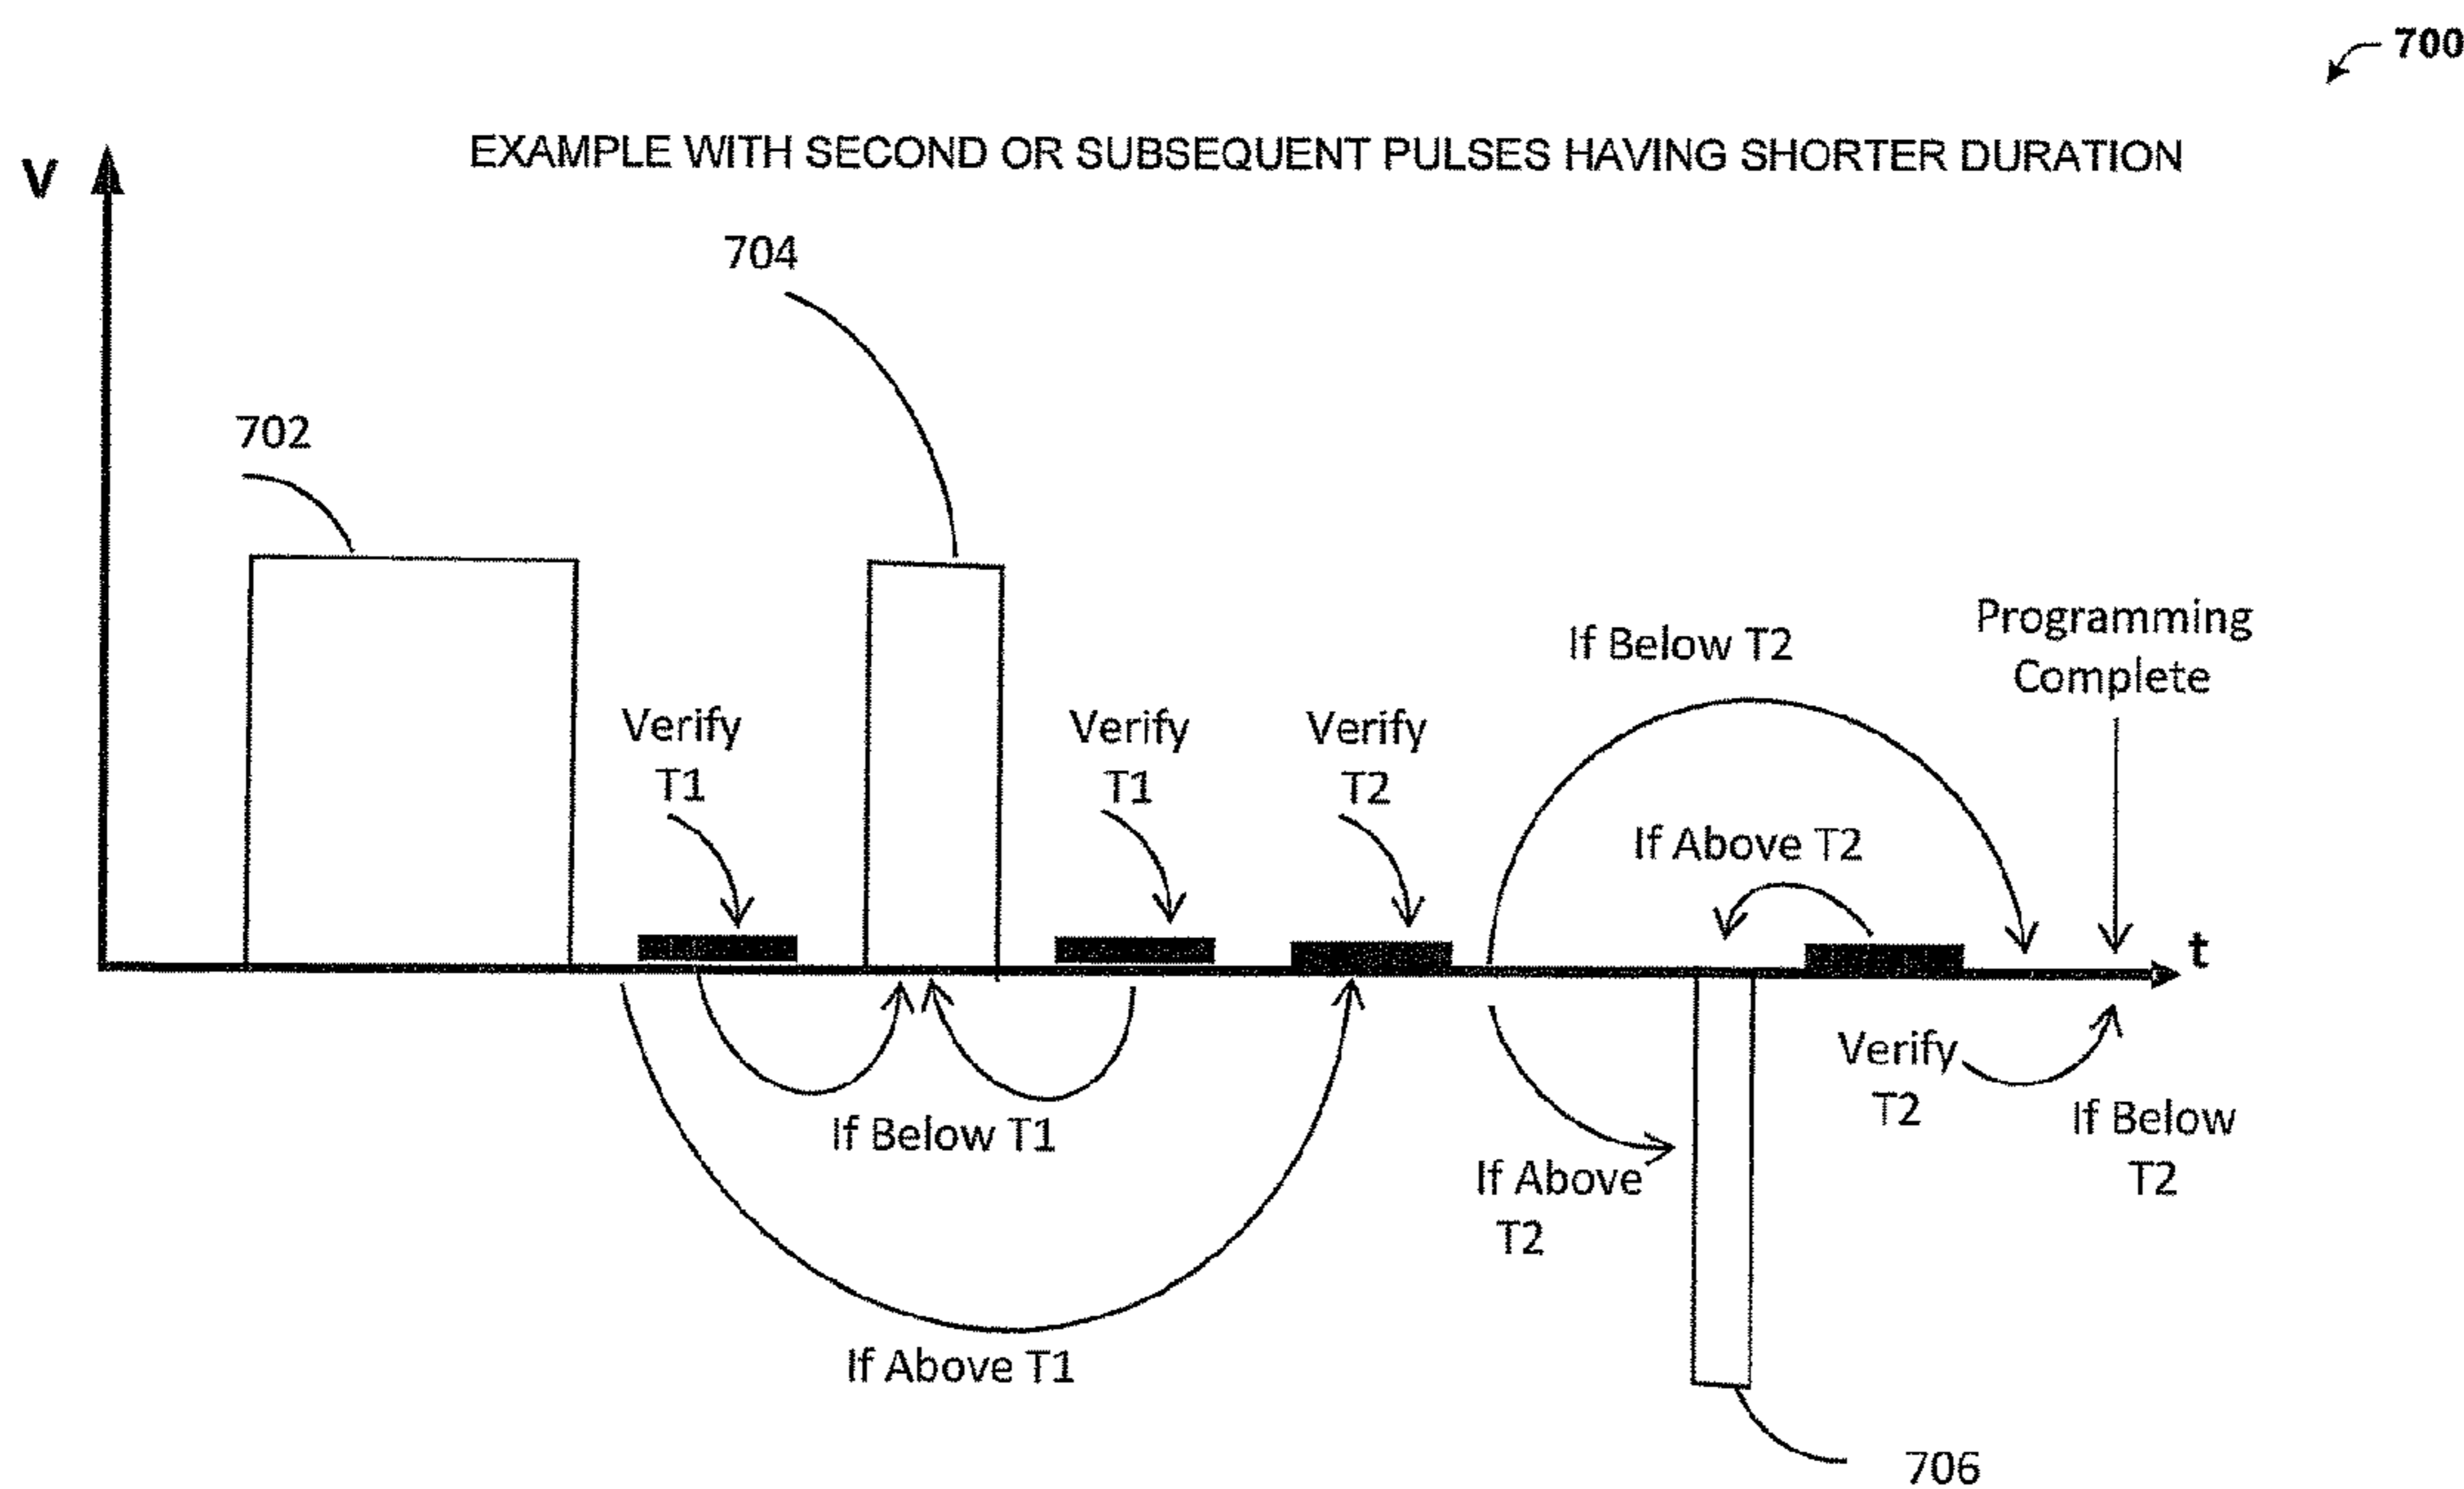 700
EXAMPLE WITH SECOND OR SUBSEQUENT PULSES HAVING SHORTER DURATION
V
704
702
Programming
Complete
If Below T2
Verify
T1
Verify
T1
Verify
T2
If Above T2
t
Verify
T2
If Below
T2
If Below T1
If Above
T2
If Above T1
706